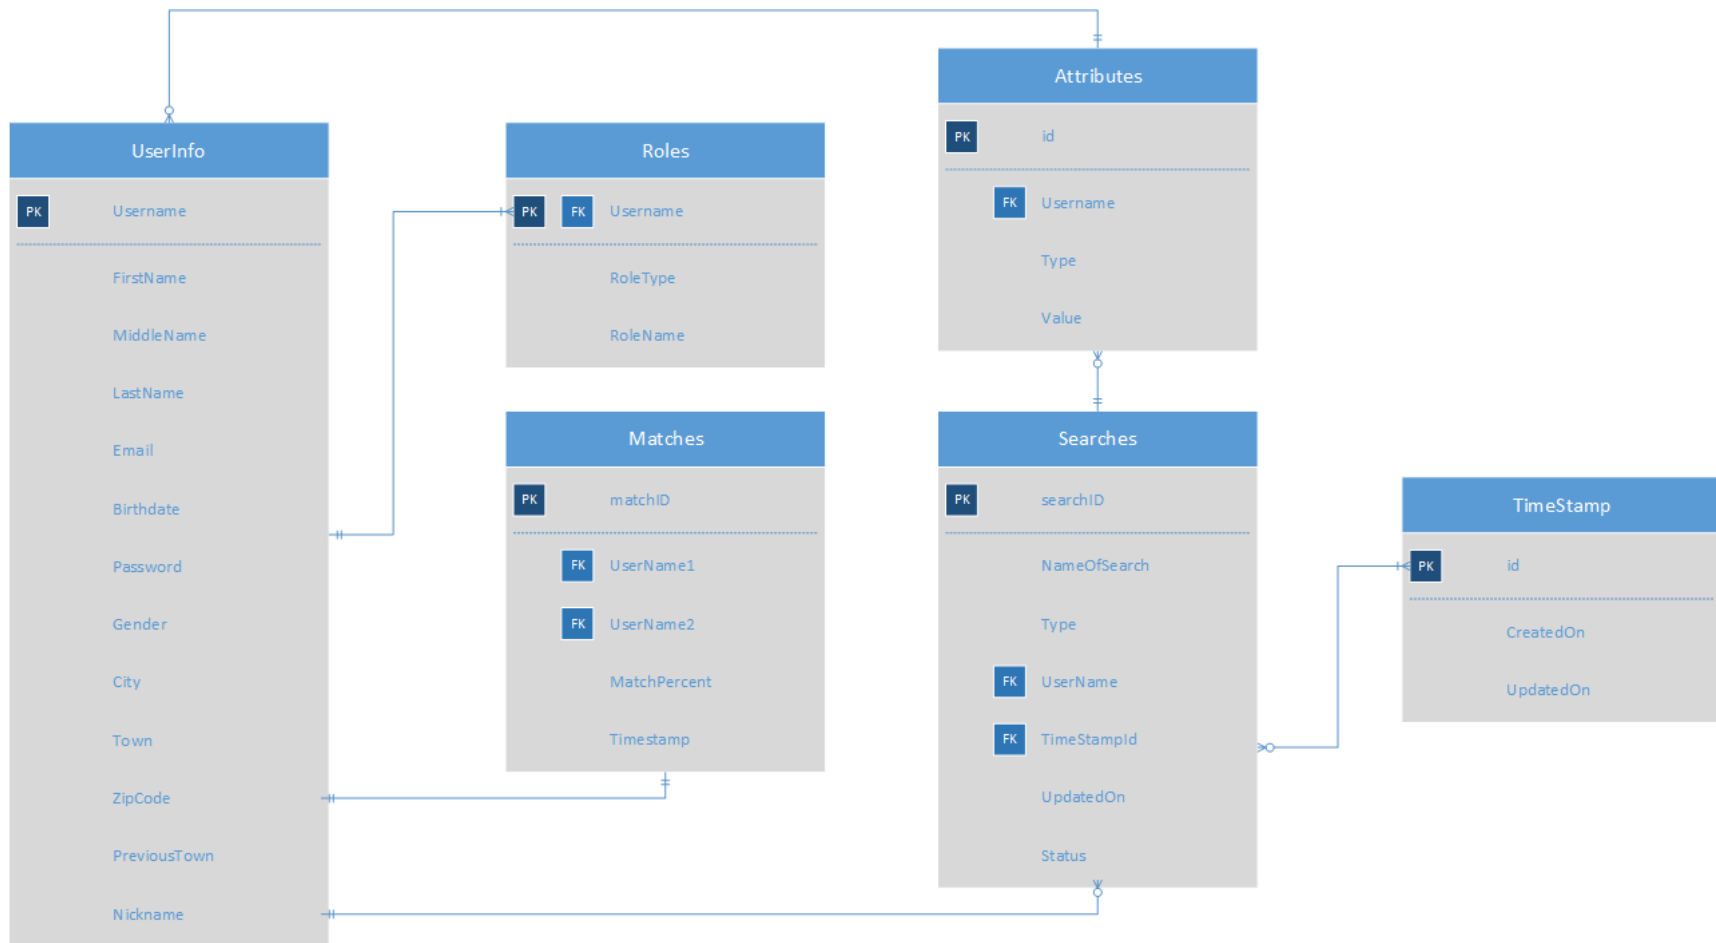 UserInfo
PK Username
FirstName
MiddleName
LastName
Email
Birthdate
Password
Gender
City
Town
ZipCode
PreviousTown
Nickname
Roles
PK FK Username
RoleType
RoleName
Matches
PK matchID
FK UserName1
FK UserName2
MatchPercent
Timestamp
Attributes
PK id
FK Username
Type
Value
Searches
PK searchID
NameOfSearch
Type
FK UserName
FK TimeStampId
UpdatedOn
Status
TimeStamp
PK id
CreatedOn
UpdatedOn